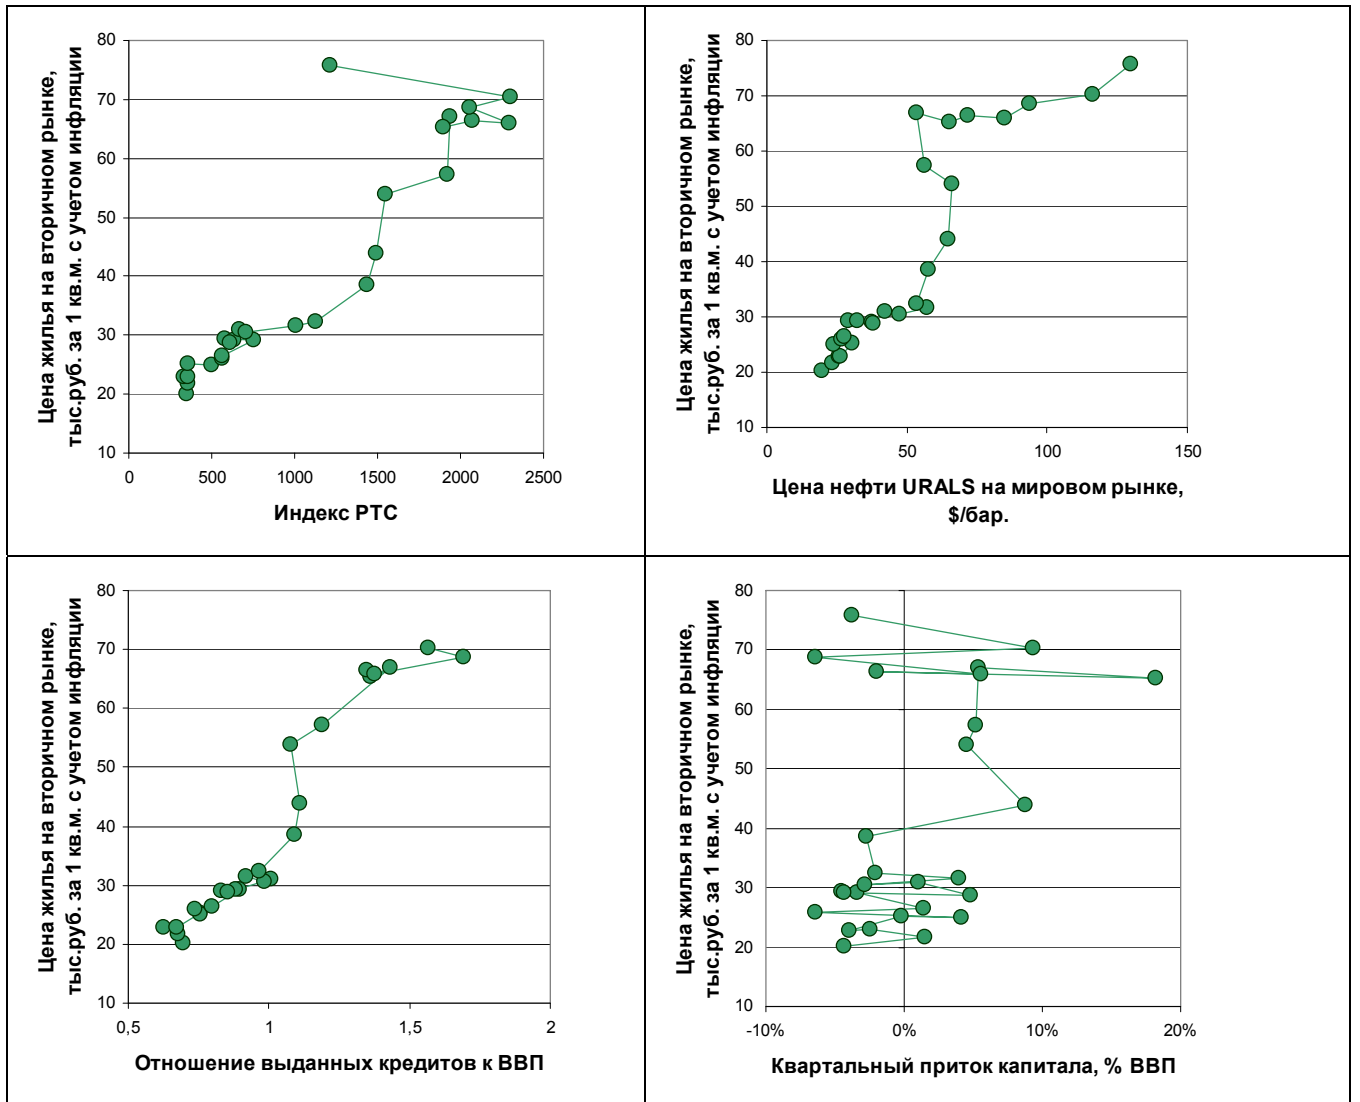 Цена жилья на вторичном рынке,
тыс.руб. за 1 кв.м. с учетом инфляции
80
70
60
50
40
30
20
10
0 500 1000 1500 2000 2500
Индекс РТС
Цена жилья на вторичном рынке,
тыс.руб. за 1 кв.м. с учетом инфляции
80
70
60
50
40
30
20
10
0 50 100 150
Цена нефти URALS на мировом рынке,
$/бар.
Цена жилья на вторичном рынке,
тыс.руб. за 1 кв.м. с учетом инфляции
80
70
60
50
40
30
20
10
0,5 1 1,5 2
Отношение выданных кредитов к ВВП
Цена жилья на вторичном рынке,
тыс.руб. за 1 кв.м. с учетом инфляции
80
70
60
50
40
30
20
10
-10% 0% 10% 20%
Квартальный приток капитала, % ВВП